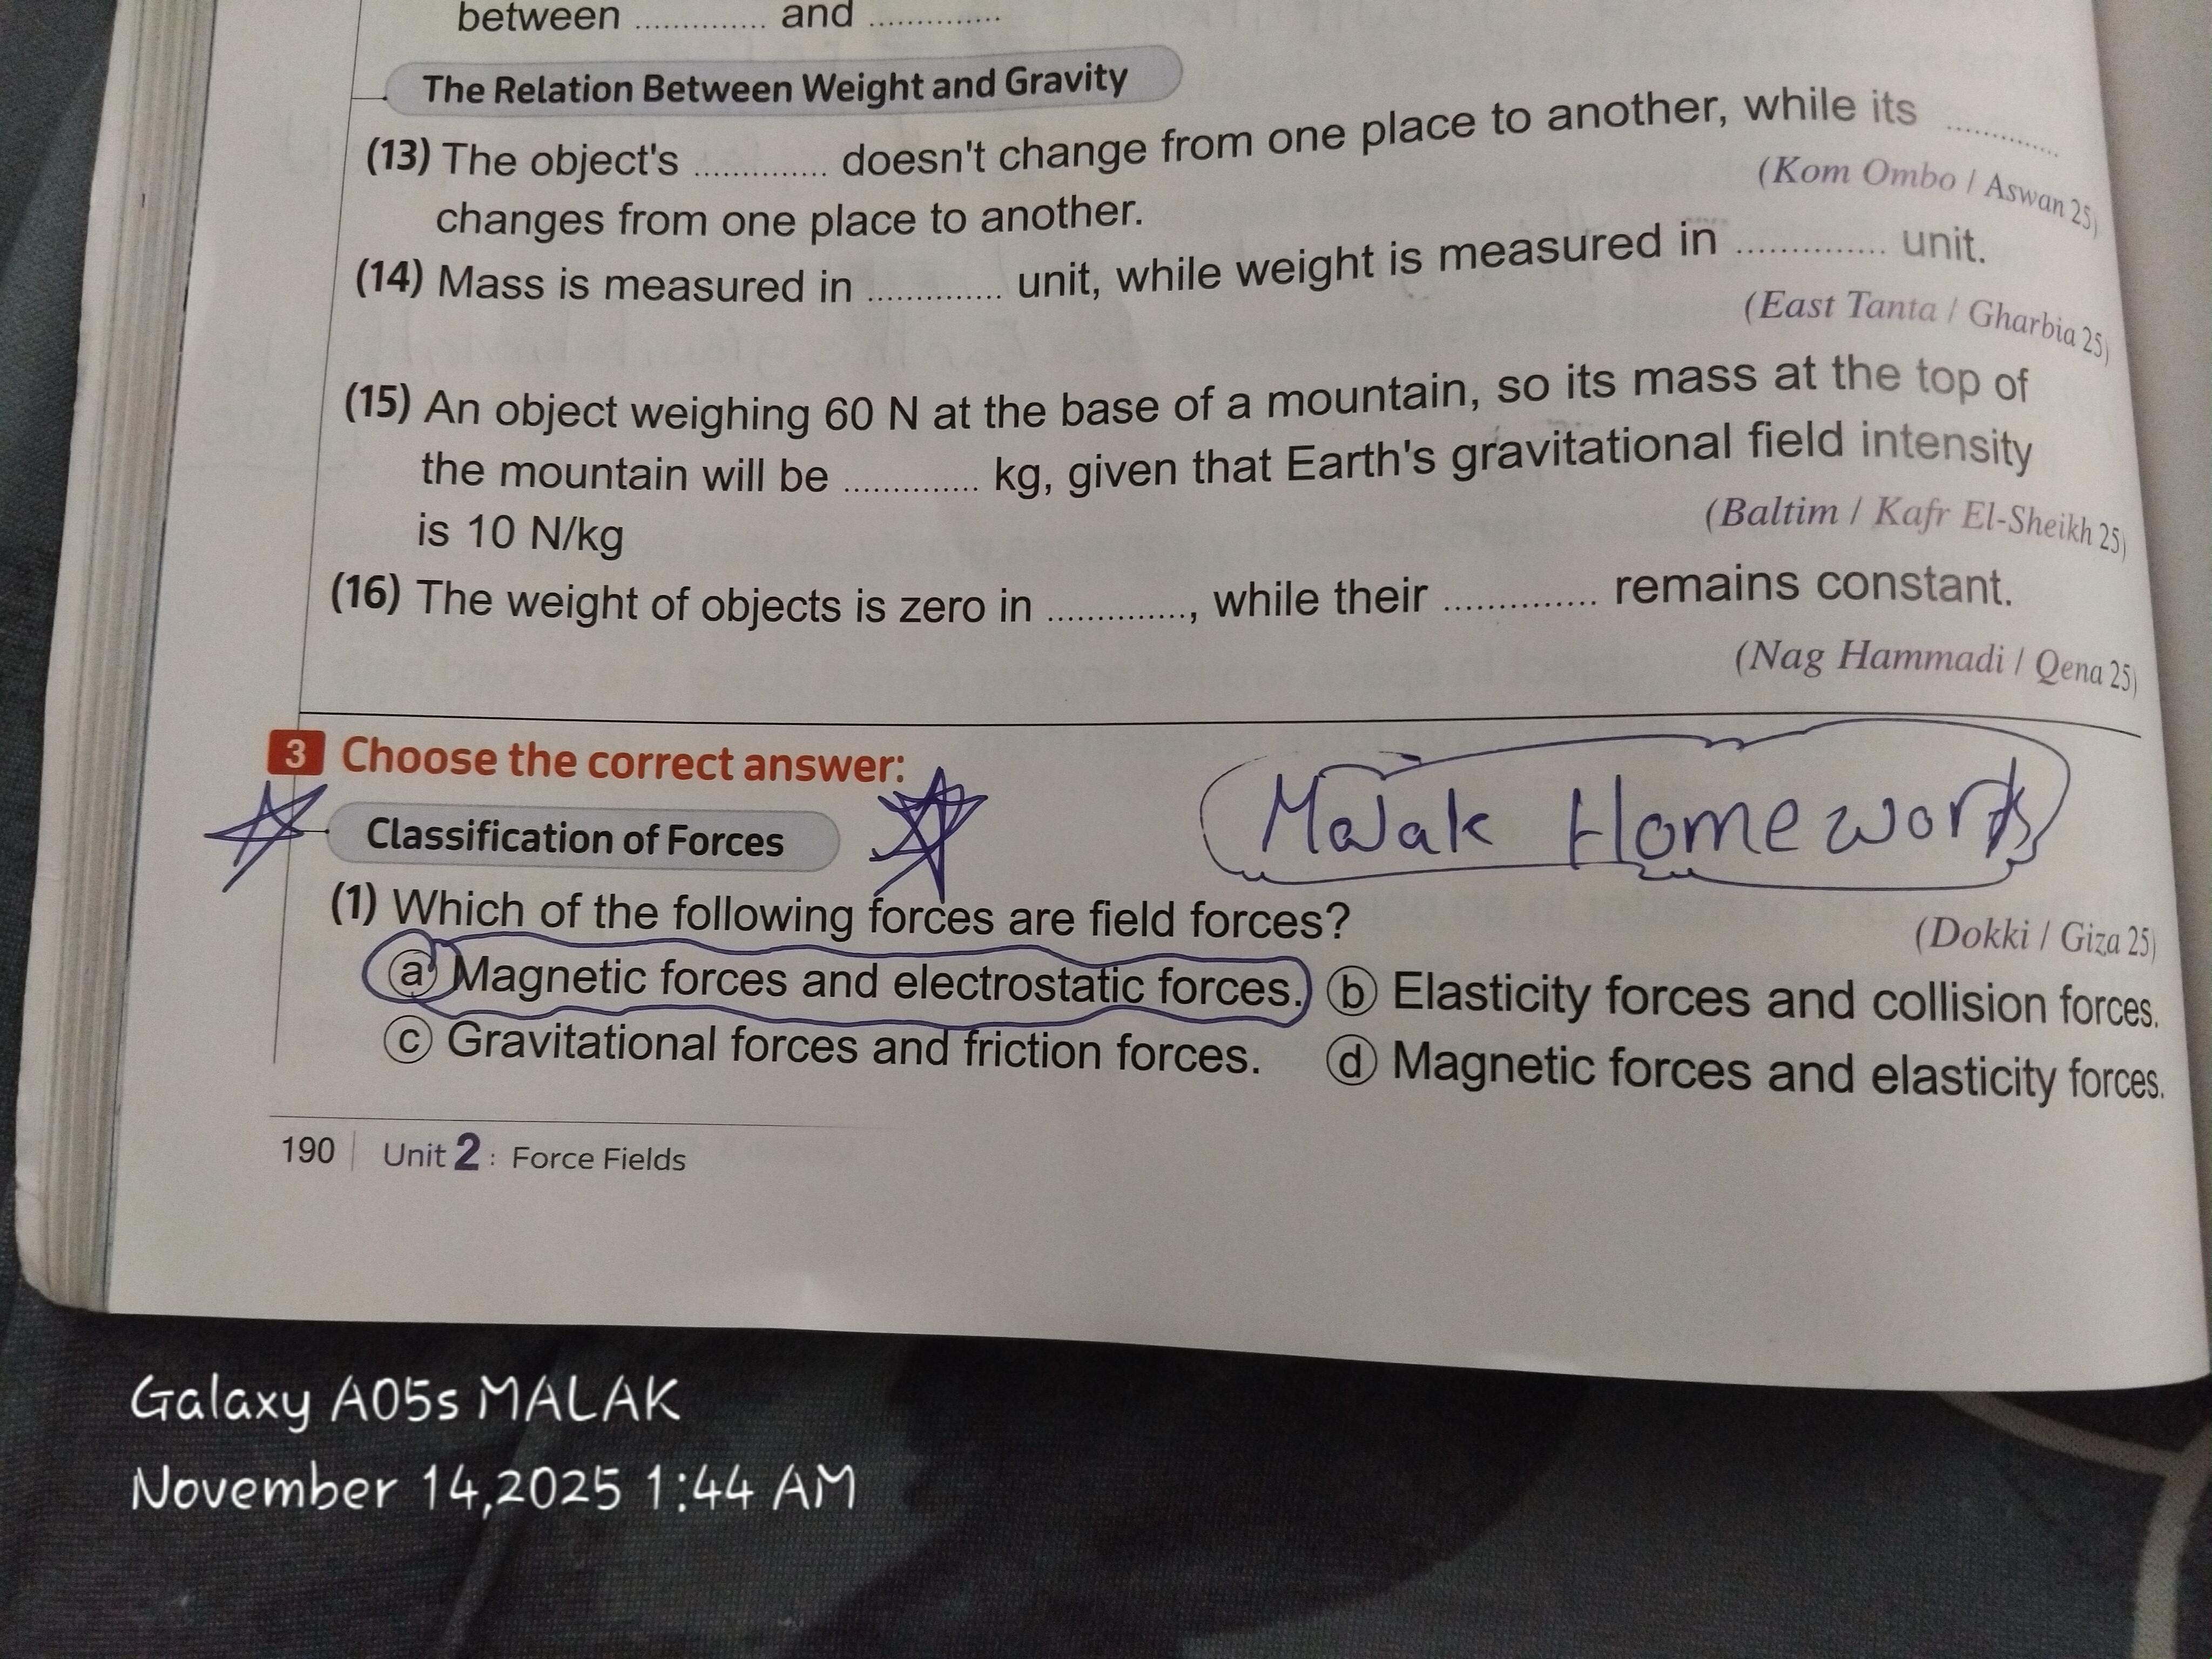 between ............ and ............
The Relation Between Weight and Gravity
(13) The object's ............ doesn't change from one place to another, while its ............
(Kom Ombo / Aswan 25)
changes from one place to another.
(14) Mass is measured in ............ unit, while weight is measured in ............ unit.
(East Tanta / Gharbia 25)
(15) An object weighing 60 N at the base of a mountain, so its mass at the top of
the mountain will be ............ kg, given that Earth's gravitational field intensity
is 10 N/kg
(Baltim / Kafr El-Sheikh 25)
(16) The weight of objects is zero in ............, while their ............ remains constant.
(Nag Hammadi / Qena 25)
3 Choose the correct answer:
Malak Homework
Classification of Forces
(1) Which of the following forces are field forces?
(Dokki / Giza 25)
a Magnetic forces and electrostatic forces. b Elasticity forces and collision forces.
c Gravitational forces and friction forces. d Magnetic forces and elasticity forces.
190 | Unit 2 : Force Fields
Galaxy A05s MALAK
November 14,2025 1:44 AM